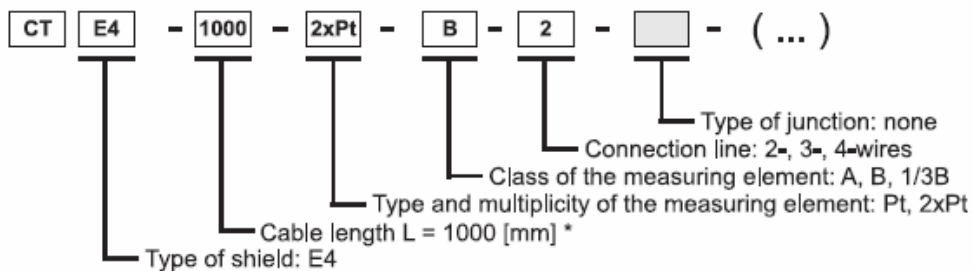 CT E4 - 1000 - 2xPt - B - 2 - - (...)
Type of junction: none
Connection line: 2-, 3-, 4-wires
Class of the measuring element: A, B, 1/3B
Type and multiplicity of the measuring element: Pt, 2xPt
Cable length L = 1000 [mm] *
Type of shield: E4